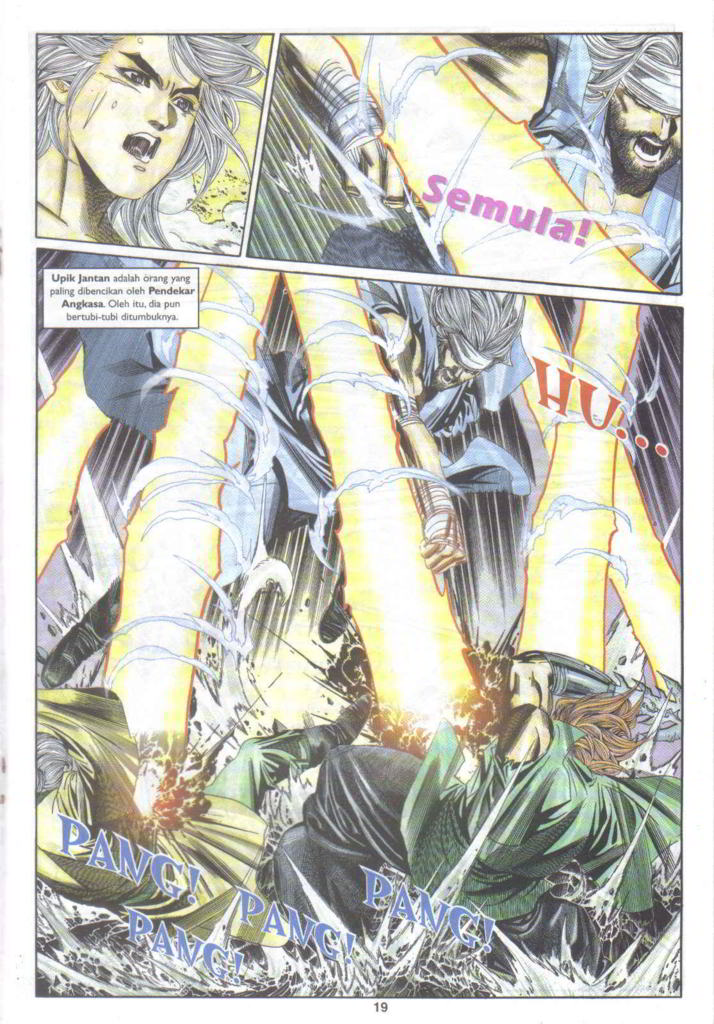 Semula!
Upik Jantan adalah orang yang
paling dibencikan oleh Pendekar
Angkasa. Oleh itu, dia pun
bertubi-tubi ditumbuknya.
HU...
PANG!
PANG!
PANG!
PANG!
19